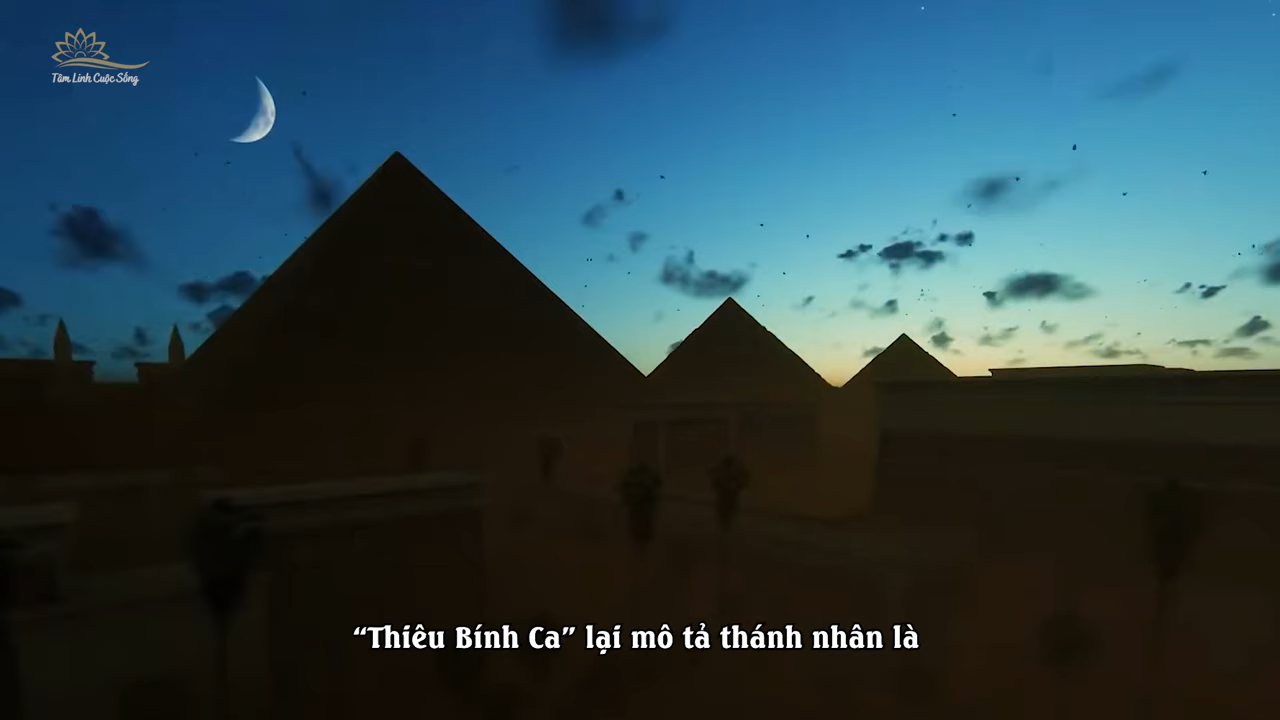 Tâm Linh Cuộc Sống
“Thiêu Bính Ca” lại mô tả thánh nhân là